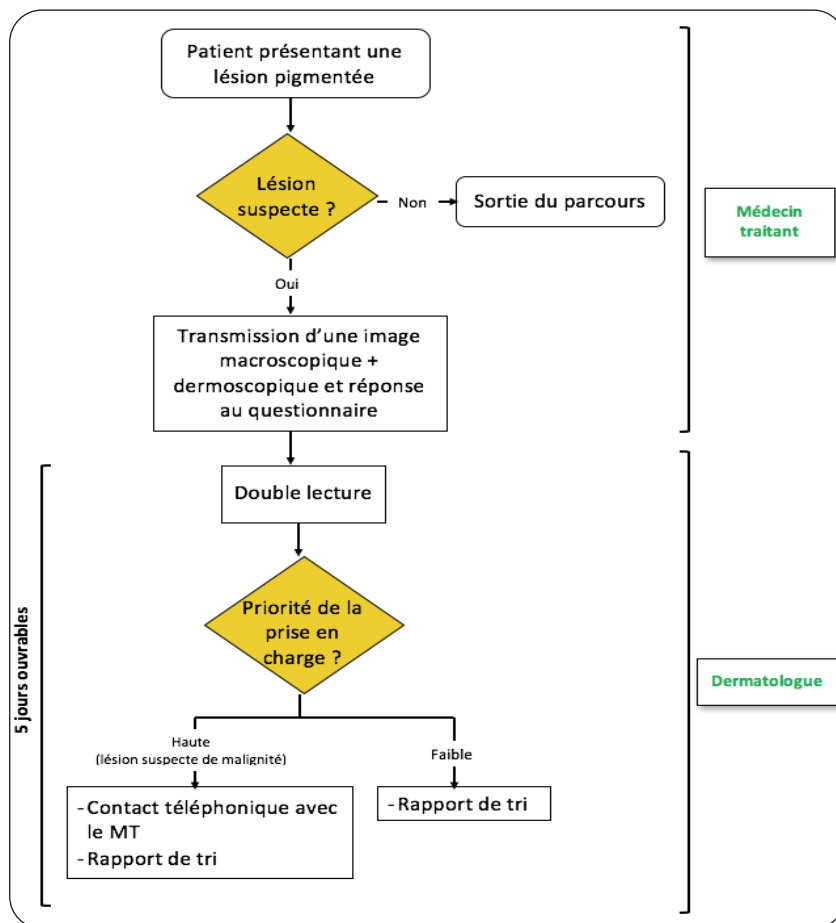 Patient présentant une
lésion pigmentée
Lésion
suspecte ?
Non
Sortie du parcours
Médecin
traitant
Oui
Transmission d’une image
macroscopique +
dermoscopique et réponse
au questionnaire
Double lecture
5 jours ouvrables
Priorité de la
prise en
charge ?
Dermatologue
Haute
(lésion suspecte de malignité)
Faible
- Contact téléphonique avec
le MT
- Rapport de tri
- Rapport de tri